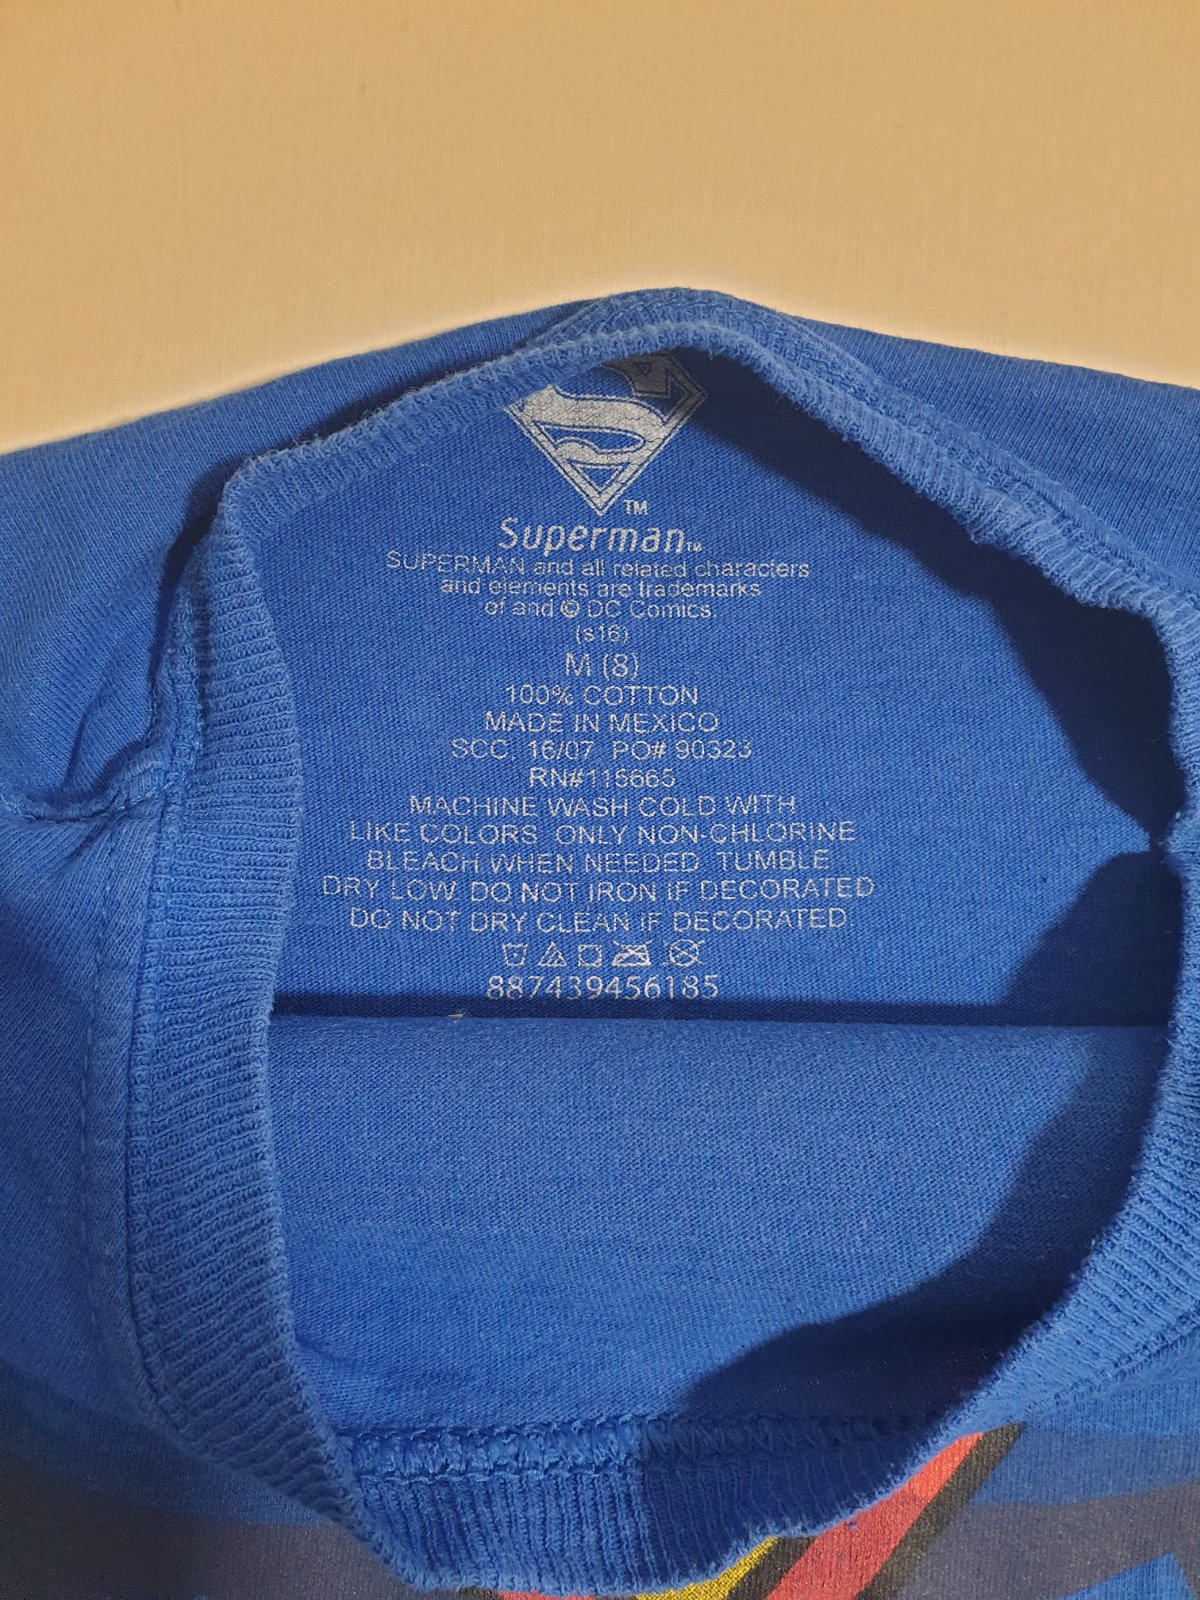 S
TM
Superman™
SUPERMAN and all related characters
and elements are trademarks
of and © DC Comics.
(s16)
M (8)
100% COTTON
MADE IN MEXICO
SCC. 16/07 PO# 90323
RN#115665
MACHINE WASH COLD WITH
LIKE COLORS ONLY NON-CHLORINE
BLEACH WHEN NEEDED TUMBLE
DRY LOW DO NOT IRON IF DECORATED
DO NOT DRY CLEAN IF DECORATED
887439456185